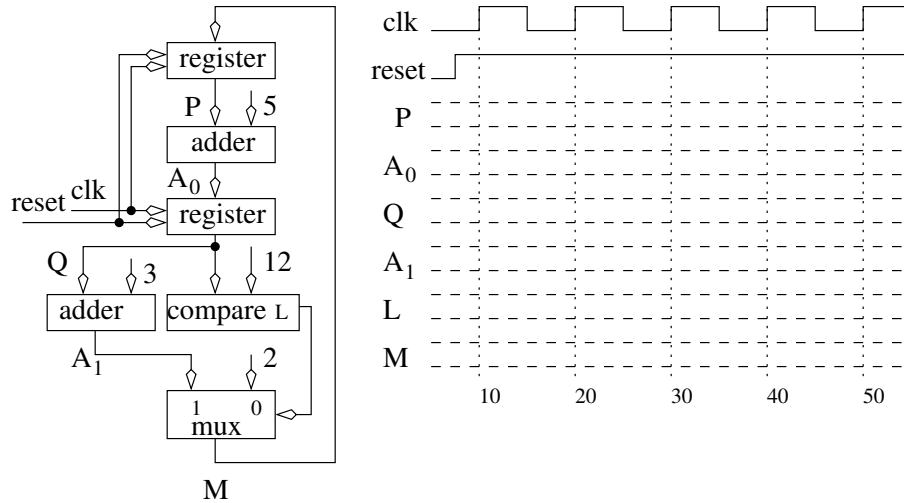 register
P
5
adder
A0
reset
clk
register
Q
3
12
adder
compare L
A1
2
1
0
mux
M
clk
reset
P
A0
Q
A1
L
M
10 20 30 40 50